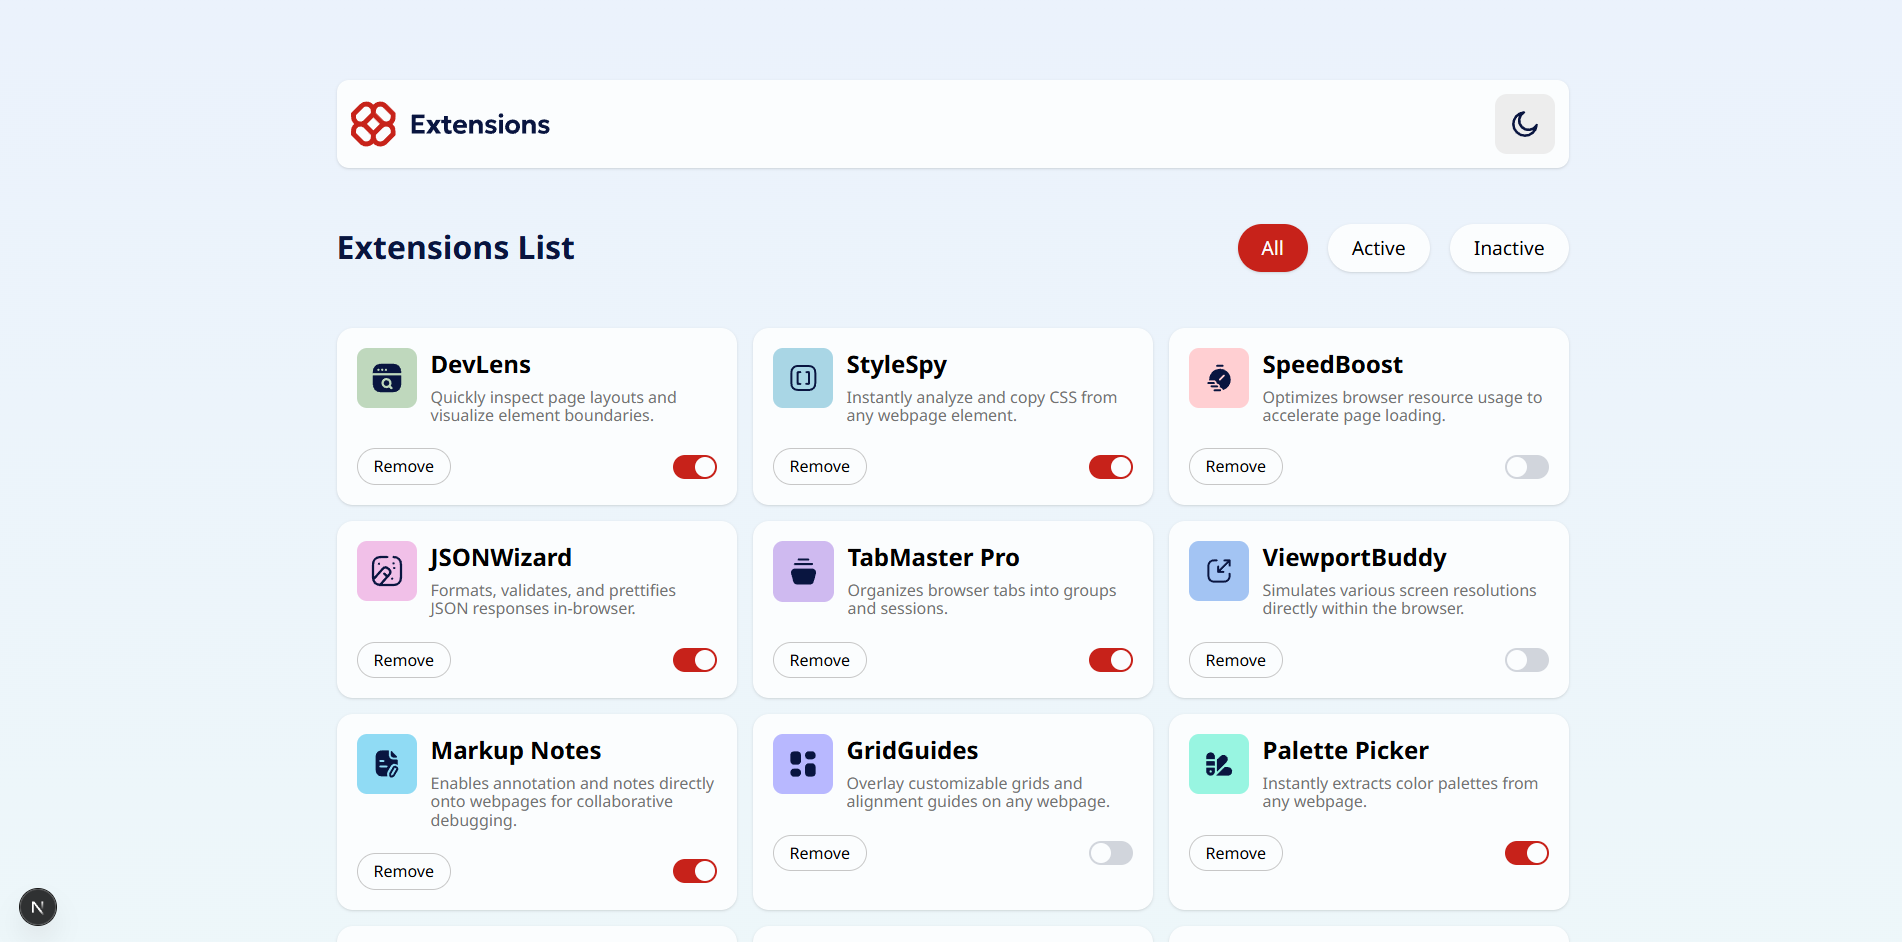 Extensions
Extensions List
All
Active
Inactive
DevLens
Quickly inspect page layouts and
visualize element boundaries.
Remove
StyleSpy
Instantly analyze and copy CSS from
any webpage element.
Remove
SpeedBoost
Optimizes browser resource usage to
accelerate page loading.
Remove
JSONWizard
Formats, validates, and prettifies
JSON responses in-browser.
Remove
TabMaster Pro
Organizes browser tabs into groups
and sessions.
Remove
ViewportBuddy
Simulates various screen resolutions
directly within the browser.
Remove
Markup Notes
Enables annotation and notes directly
onto webpages for collaborative
debugging.
Remove
GridGuides
Overlay customizable grids and
alignment guides on any webpage.
Remove
Palette Picker
Instantly extracts color palettes from
any webpage.
Remove
N